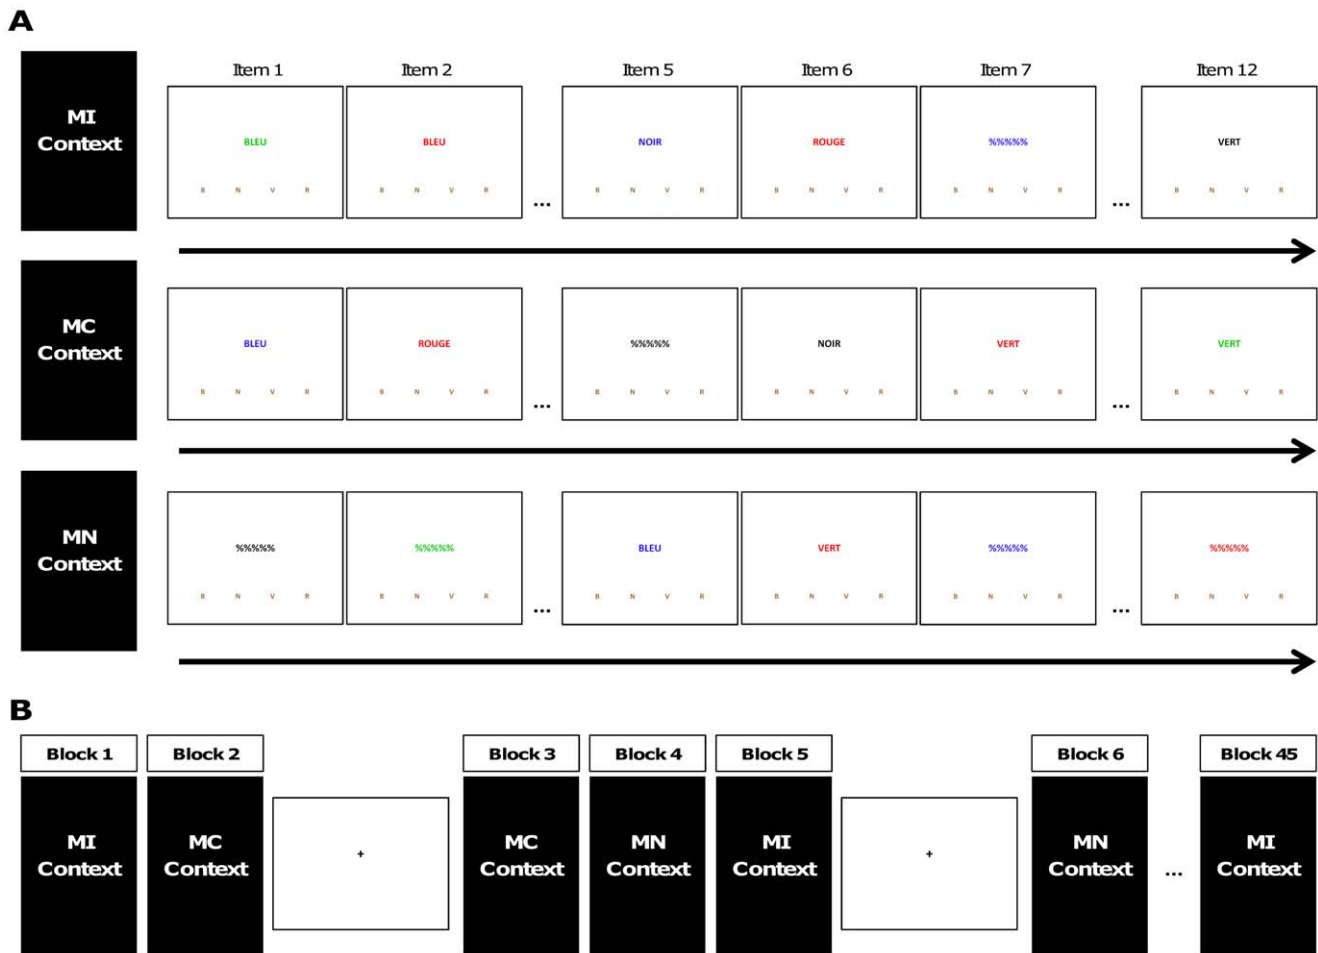 A
MI
Context
Item 1 Item 2 Item 5 Item 6 Item 7 Item 12
BLEU BLEU NOIR ROUGE %%%%% VERT
B N V R B N V R ... B N V R B N V R B N V R ... B N V R
MC
Context
BLEU ROUGE %%%%% NOIR VERT VERT
B N V R B N V R ... B N V R B N V R B N V R ... B N V R
MN
Context
%%%%% %%%%% BLEU VERT %%%%% %%%%%
B N V R B N V R ... B N V R B N V R B N V R ... B N V R
B
Block 1 Block 2 Block 3 Block 4 Block 5 Block 6 Block 45
MI MC MC MN MI MN MI
Context Context + Context Context Context + Context ... Context